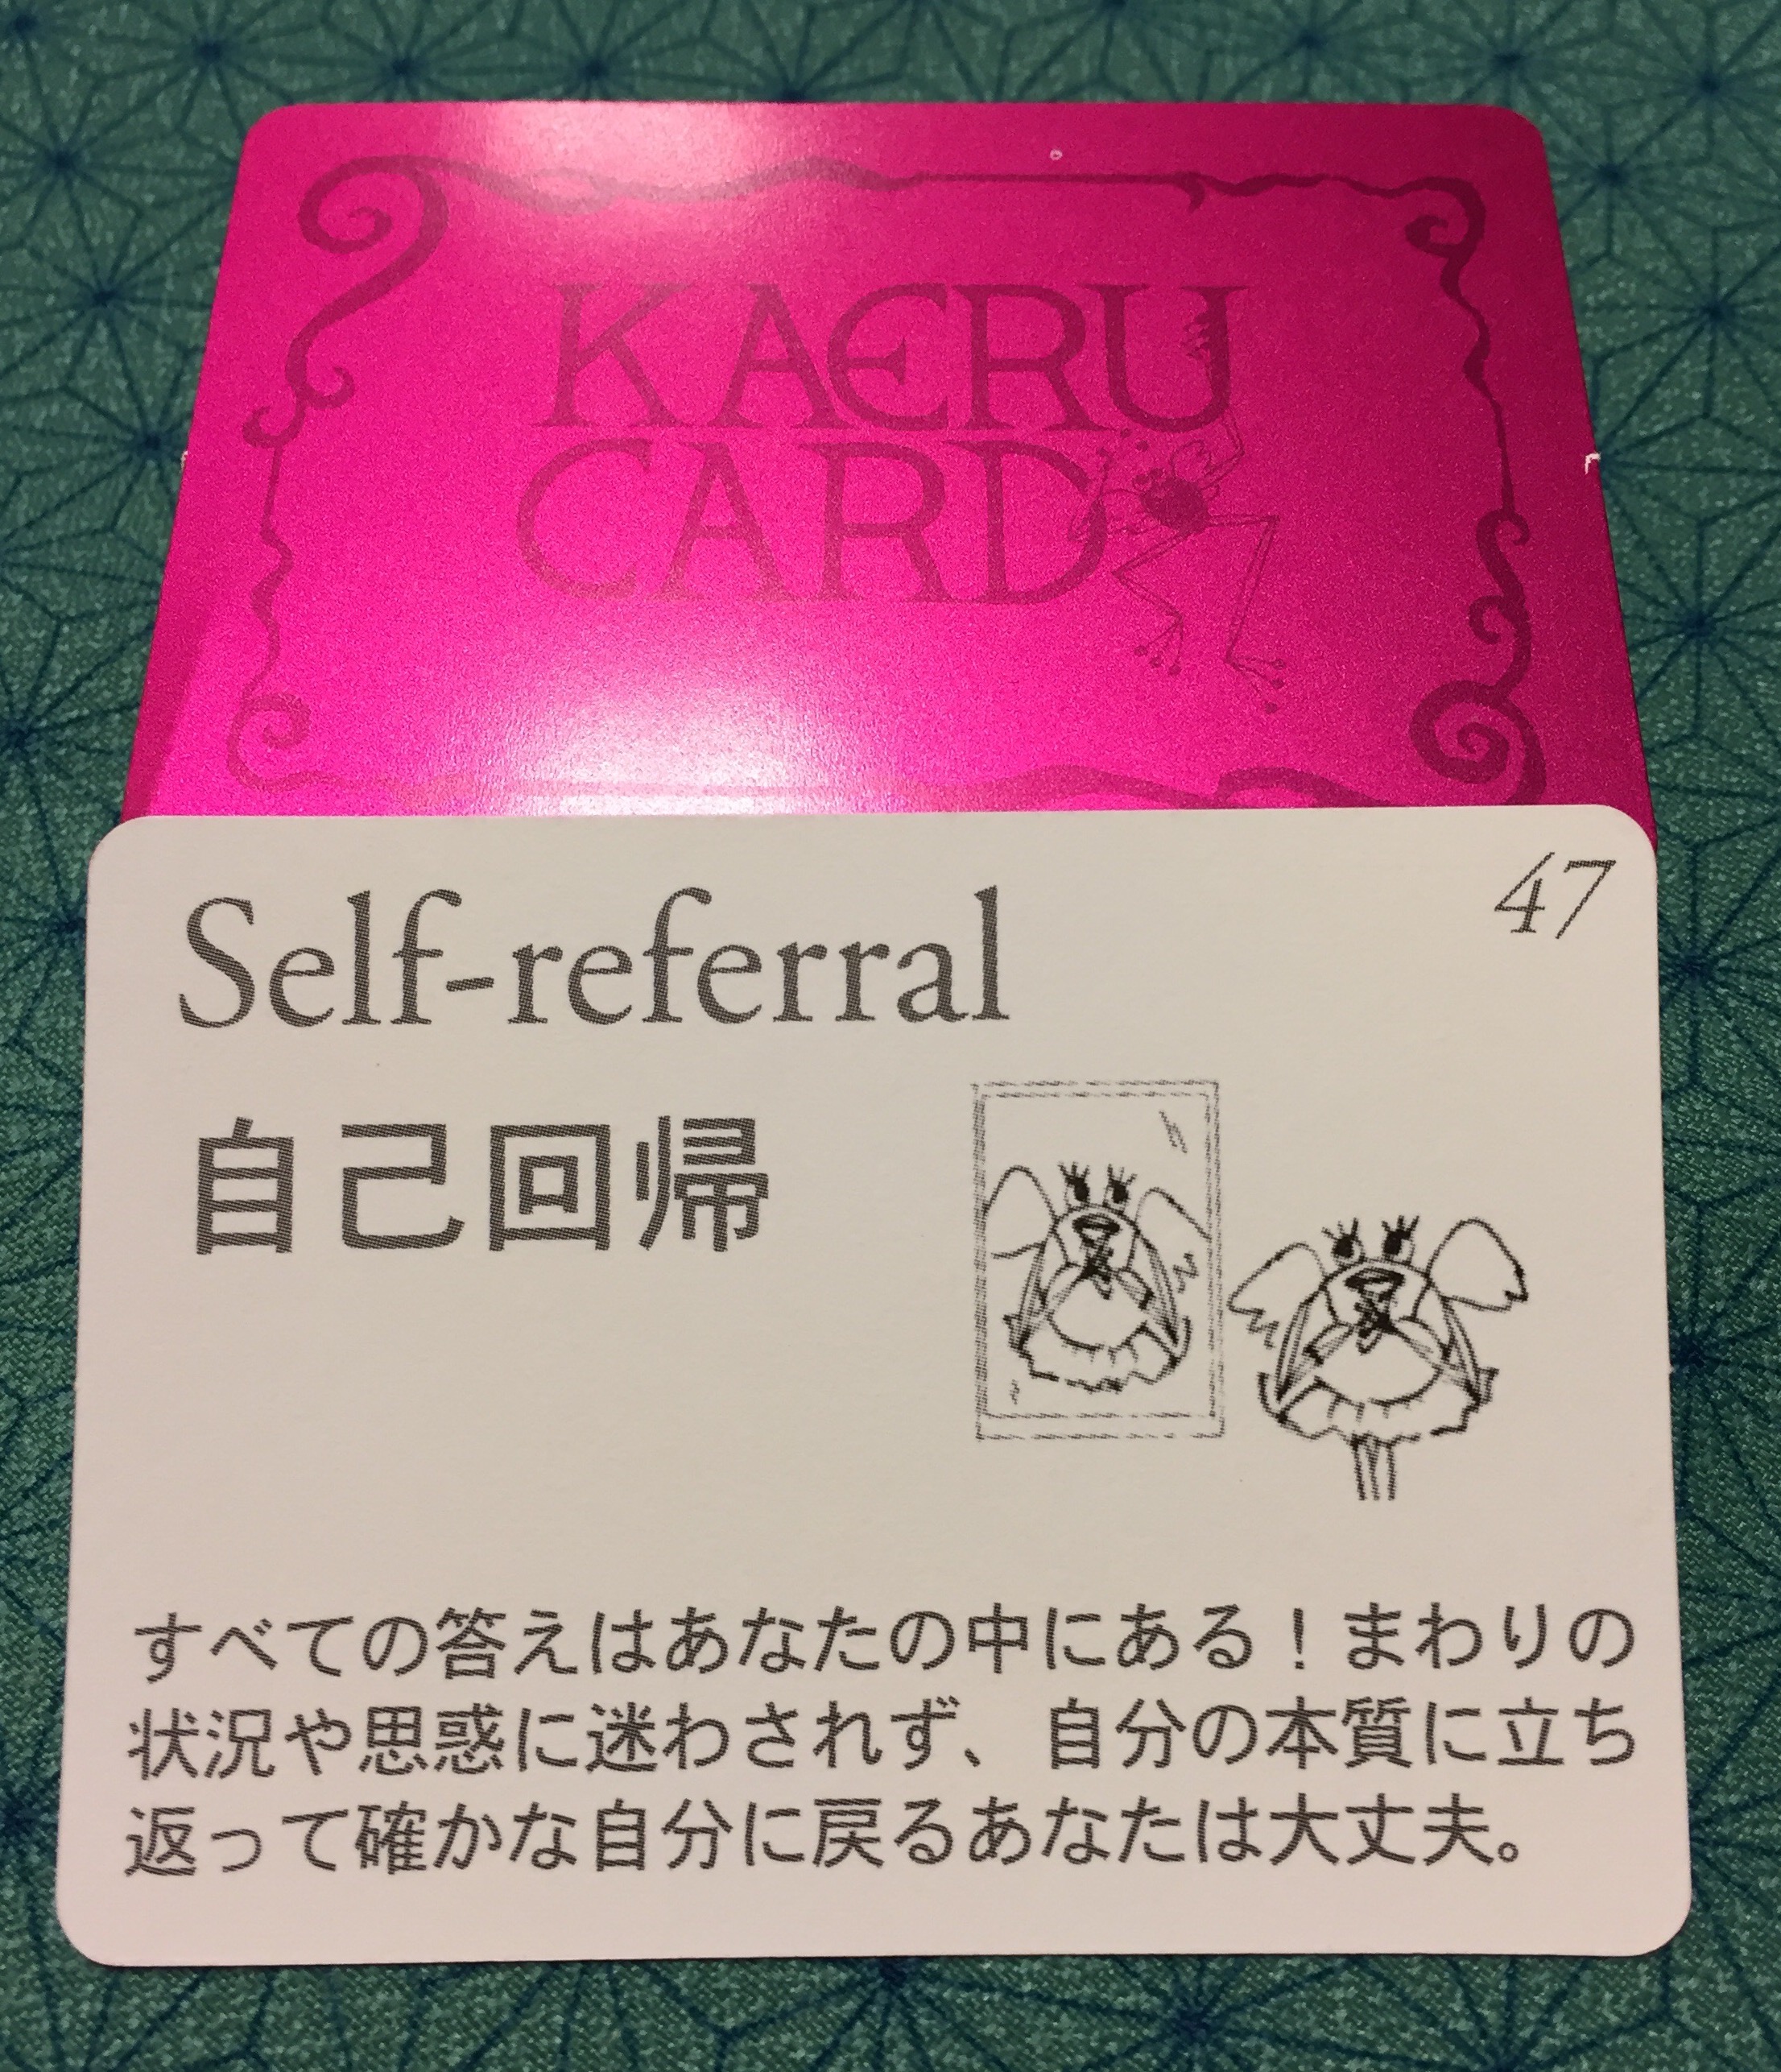 KAERU
CARD
47
Self-referral
自己回帰
すべての答えはあなたの中にある！まわりの
状況や思惑に迷わされず、自分の本質に立ち
返って確かな自分に戻るあなたは大丈夫。